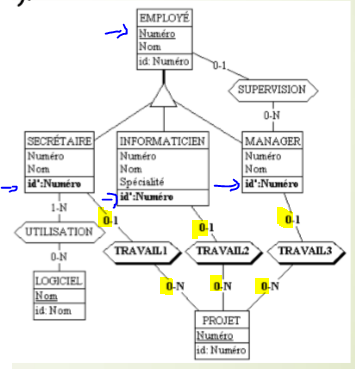 ).
EMPLOYÉ
Numéro
Nom
id: Numéro
0-1
SUPERVISION
0-N
SECRÉTAIRE
Numéro
Nom
id':Numéro
INFORMATICIEN
Numéro
Nom
Spécialité
id':Numéro
MANAGER
Numéro
Nom
id':Numéro
1-N
0-1
0-1
0-1
UTILISATION
TRAVAIL1
TRAVAIL2
TRAVAIL3
0-N
0-N
0-N
0-N
LOGICIEL
Nom
id: Nom
PROJET
Numéro
id: Numéro